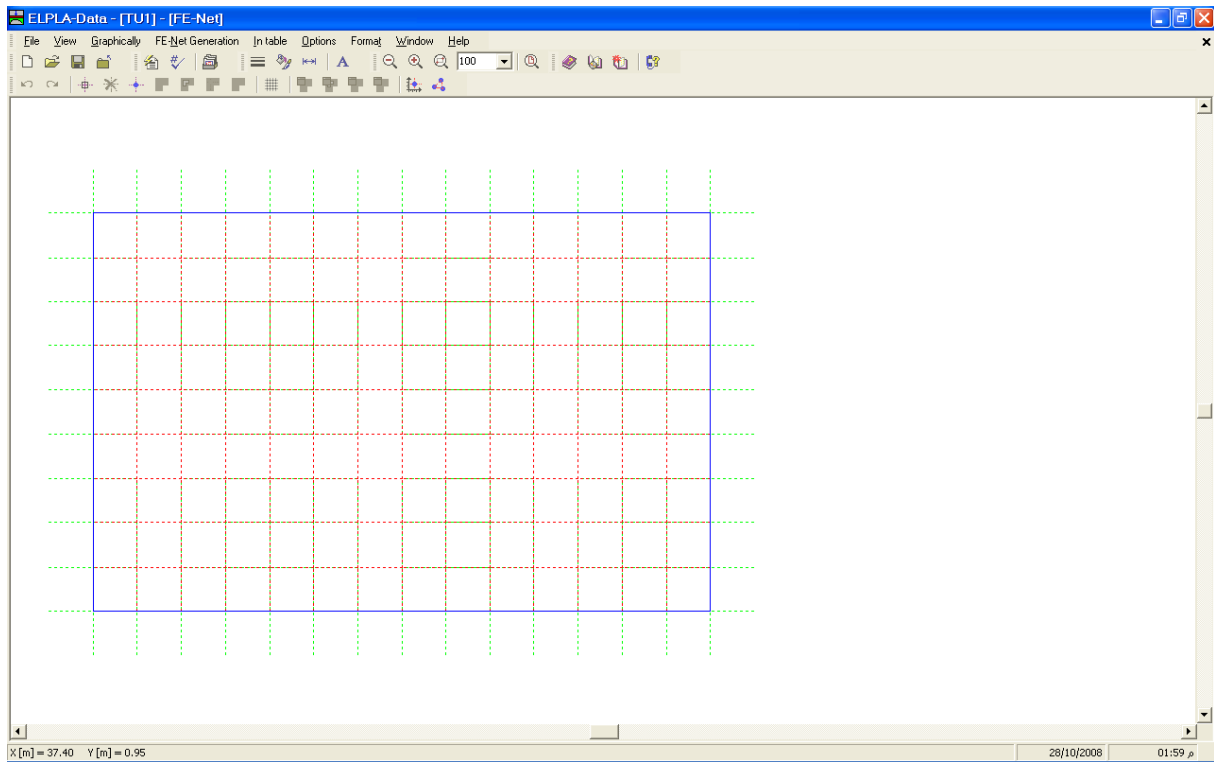 ELPLA-Data - [TU1] - [FE-Net]
File View Graphically FE-Net Generation In table Options Format Window Help
A 100
X [m] = 37.40 Y [m] = 0.95 28/10/2008 01:59 م